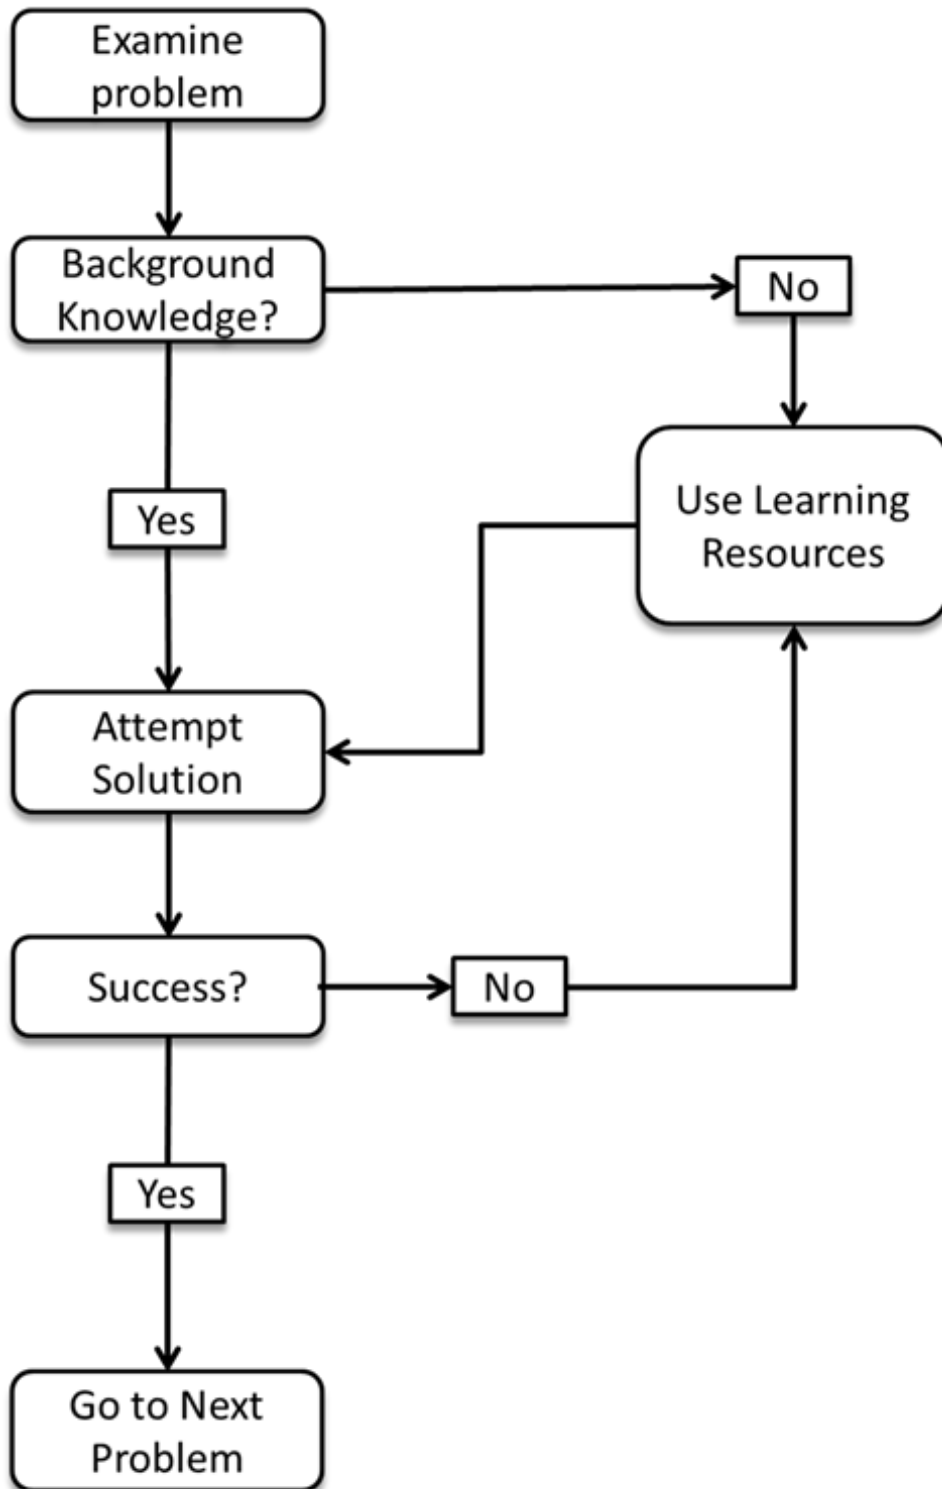 Examine
problem
Background
Knowledge?
No
Yes
Use Learning
Resources
Attempt
Solution
Success?
No
Yes
Go to Next
Problem